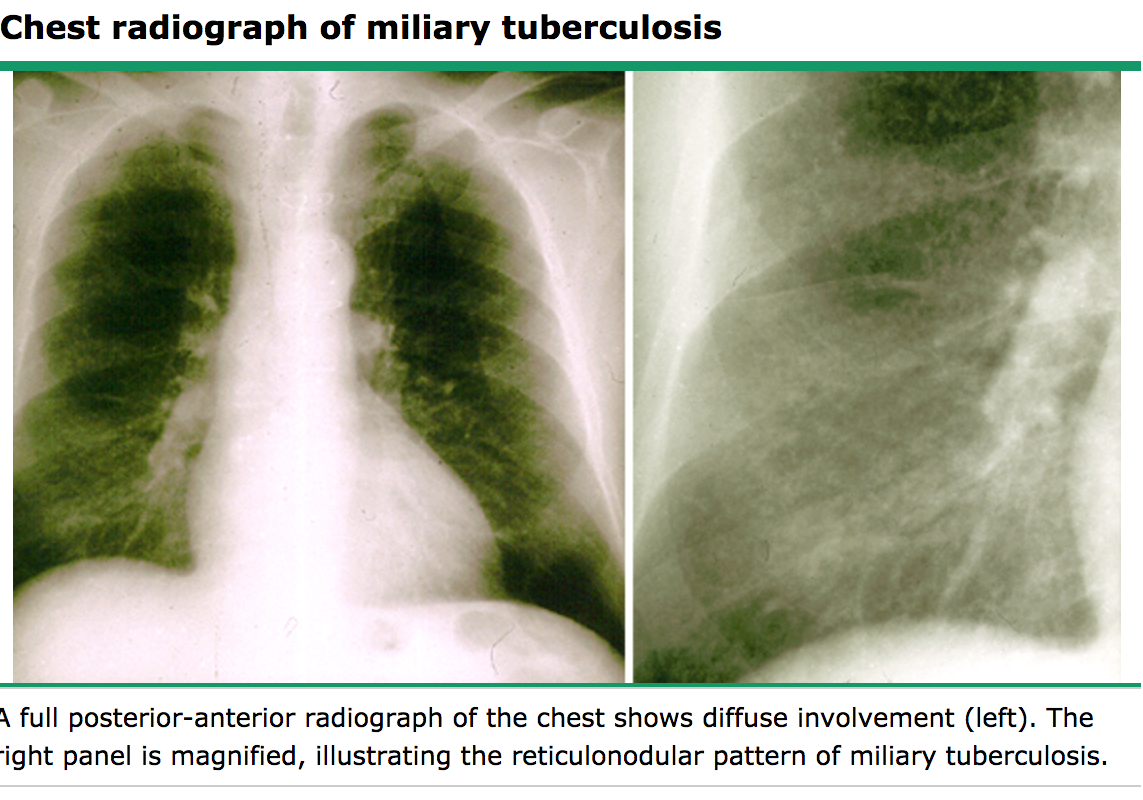 Chest radiograph of miliary tuberculosis
A full posterior-anterior radiograph of the chest shows diffuse involvement (left). The
right panel is magnified, illustrating the reticulonodular pattern of miliary tuberculosis.